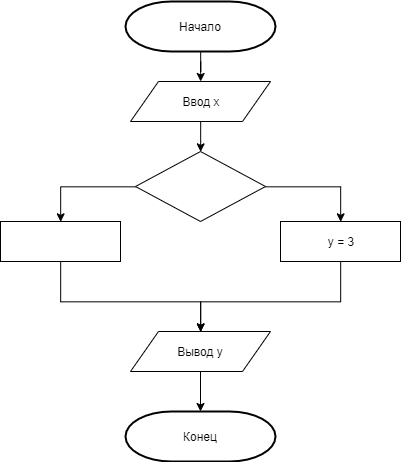 Начало
Ввод x
y = 3
Вывод y
Конец